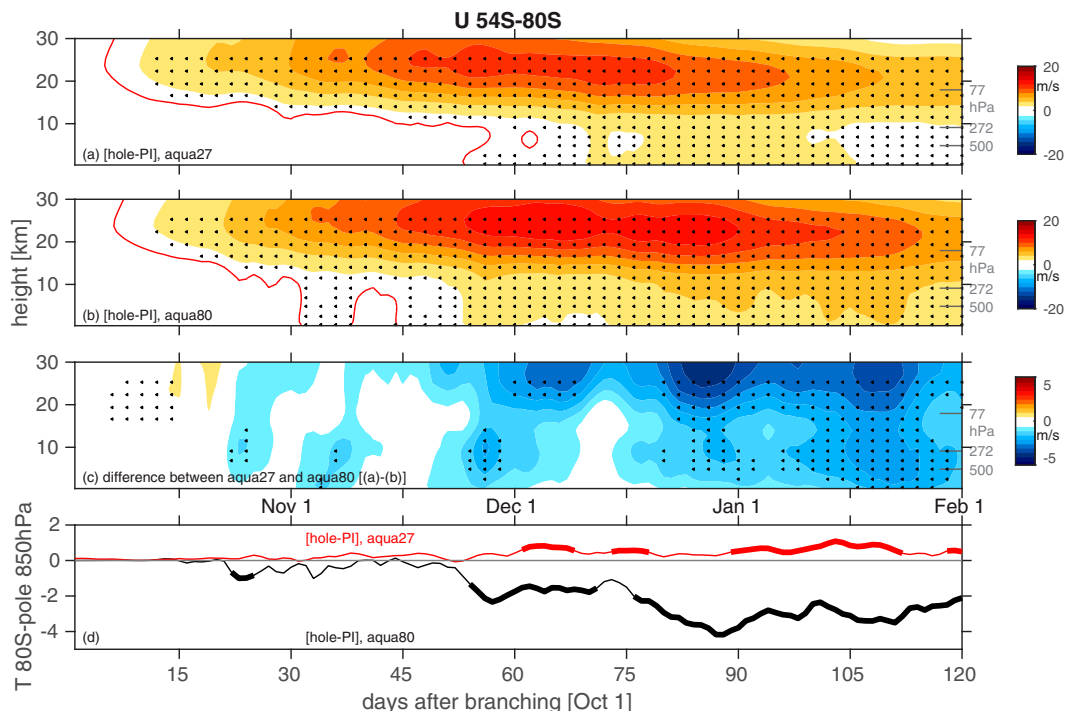 U 54S-80S
30
20
10
(a) [hole-PI], aqua27
77
hPa
272
500
20
m/s
0
-20
30
20
10
(b) [hole-PI], aqua80
height [km]
77
hPa
272
500
20
m/s
0
-20
30
20
10
(c) difference between aqua27 and aqua80 [(a)-(b)]
77
hPa
272
500
5
0
m/s
-5
Nov 1 Dec 1 Jan 1 Feb 1
2
0
-2
-4
T 80S-pole 850hPa
[hole-PI], aqua27
(d) [hole-PI], aqua80
15 30 45 60 75 90 105 120
days after branching [Oct 1]